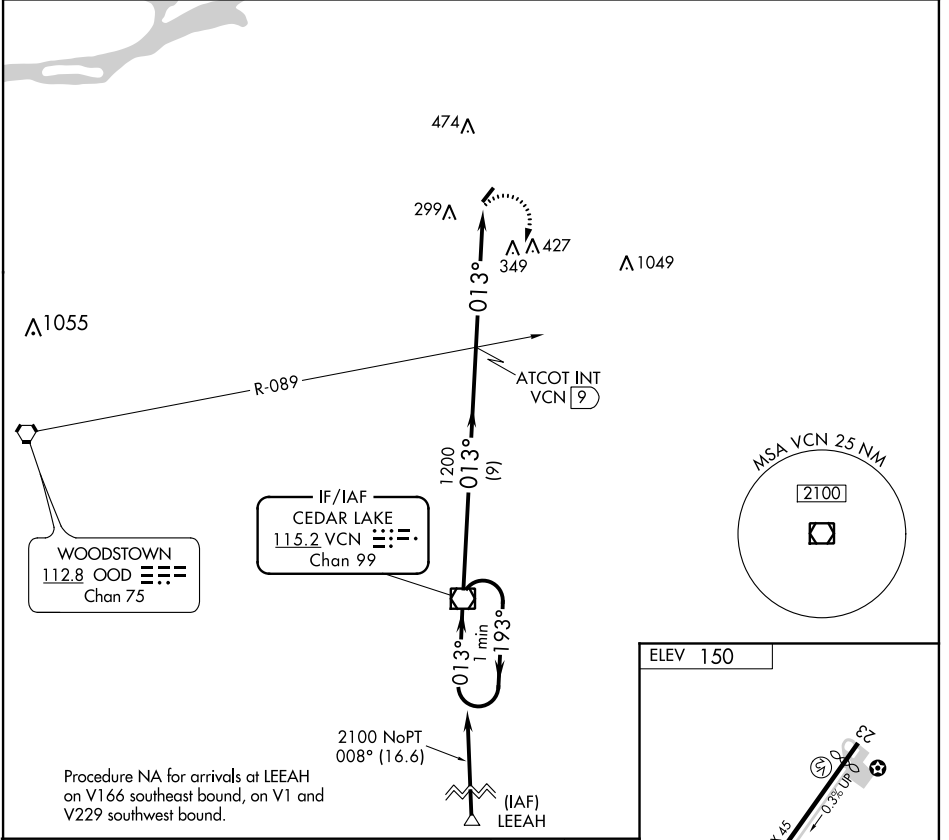 474
299
427
349
1049
013°
1055
R-089
ATCOT INT
VCN 9
1200
013°
(9)
MSA VCN 25 NM
2100
IF/IAF
CEDAR LAKE
115.2 VCN
Chan 99
WOODSTOWN
112.8 OOD
Chan 75
013°
1 min
193°
ELEV 150
2100 NoPT
008° (16.6)
(IAF)
LEEAH
Procedure NA for arrivals at LEEAH
on V166 southeast bound, on V1 and
V229 southwest bound.
23
0.3% UP
X 45